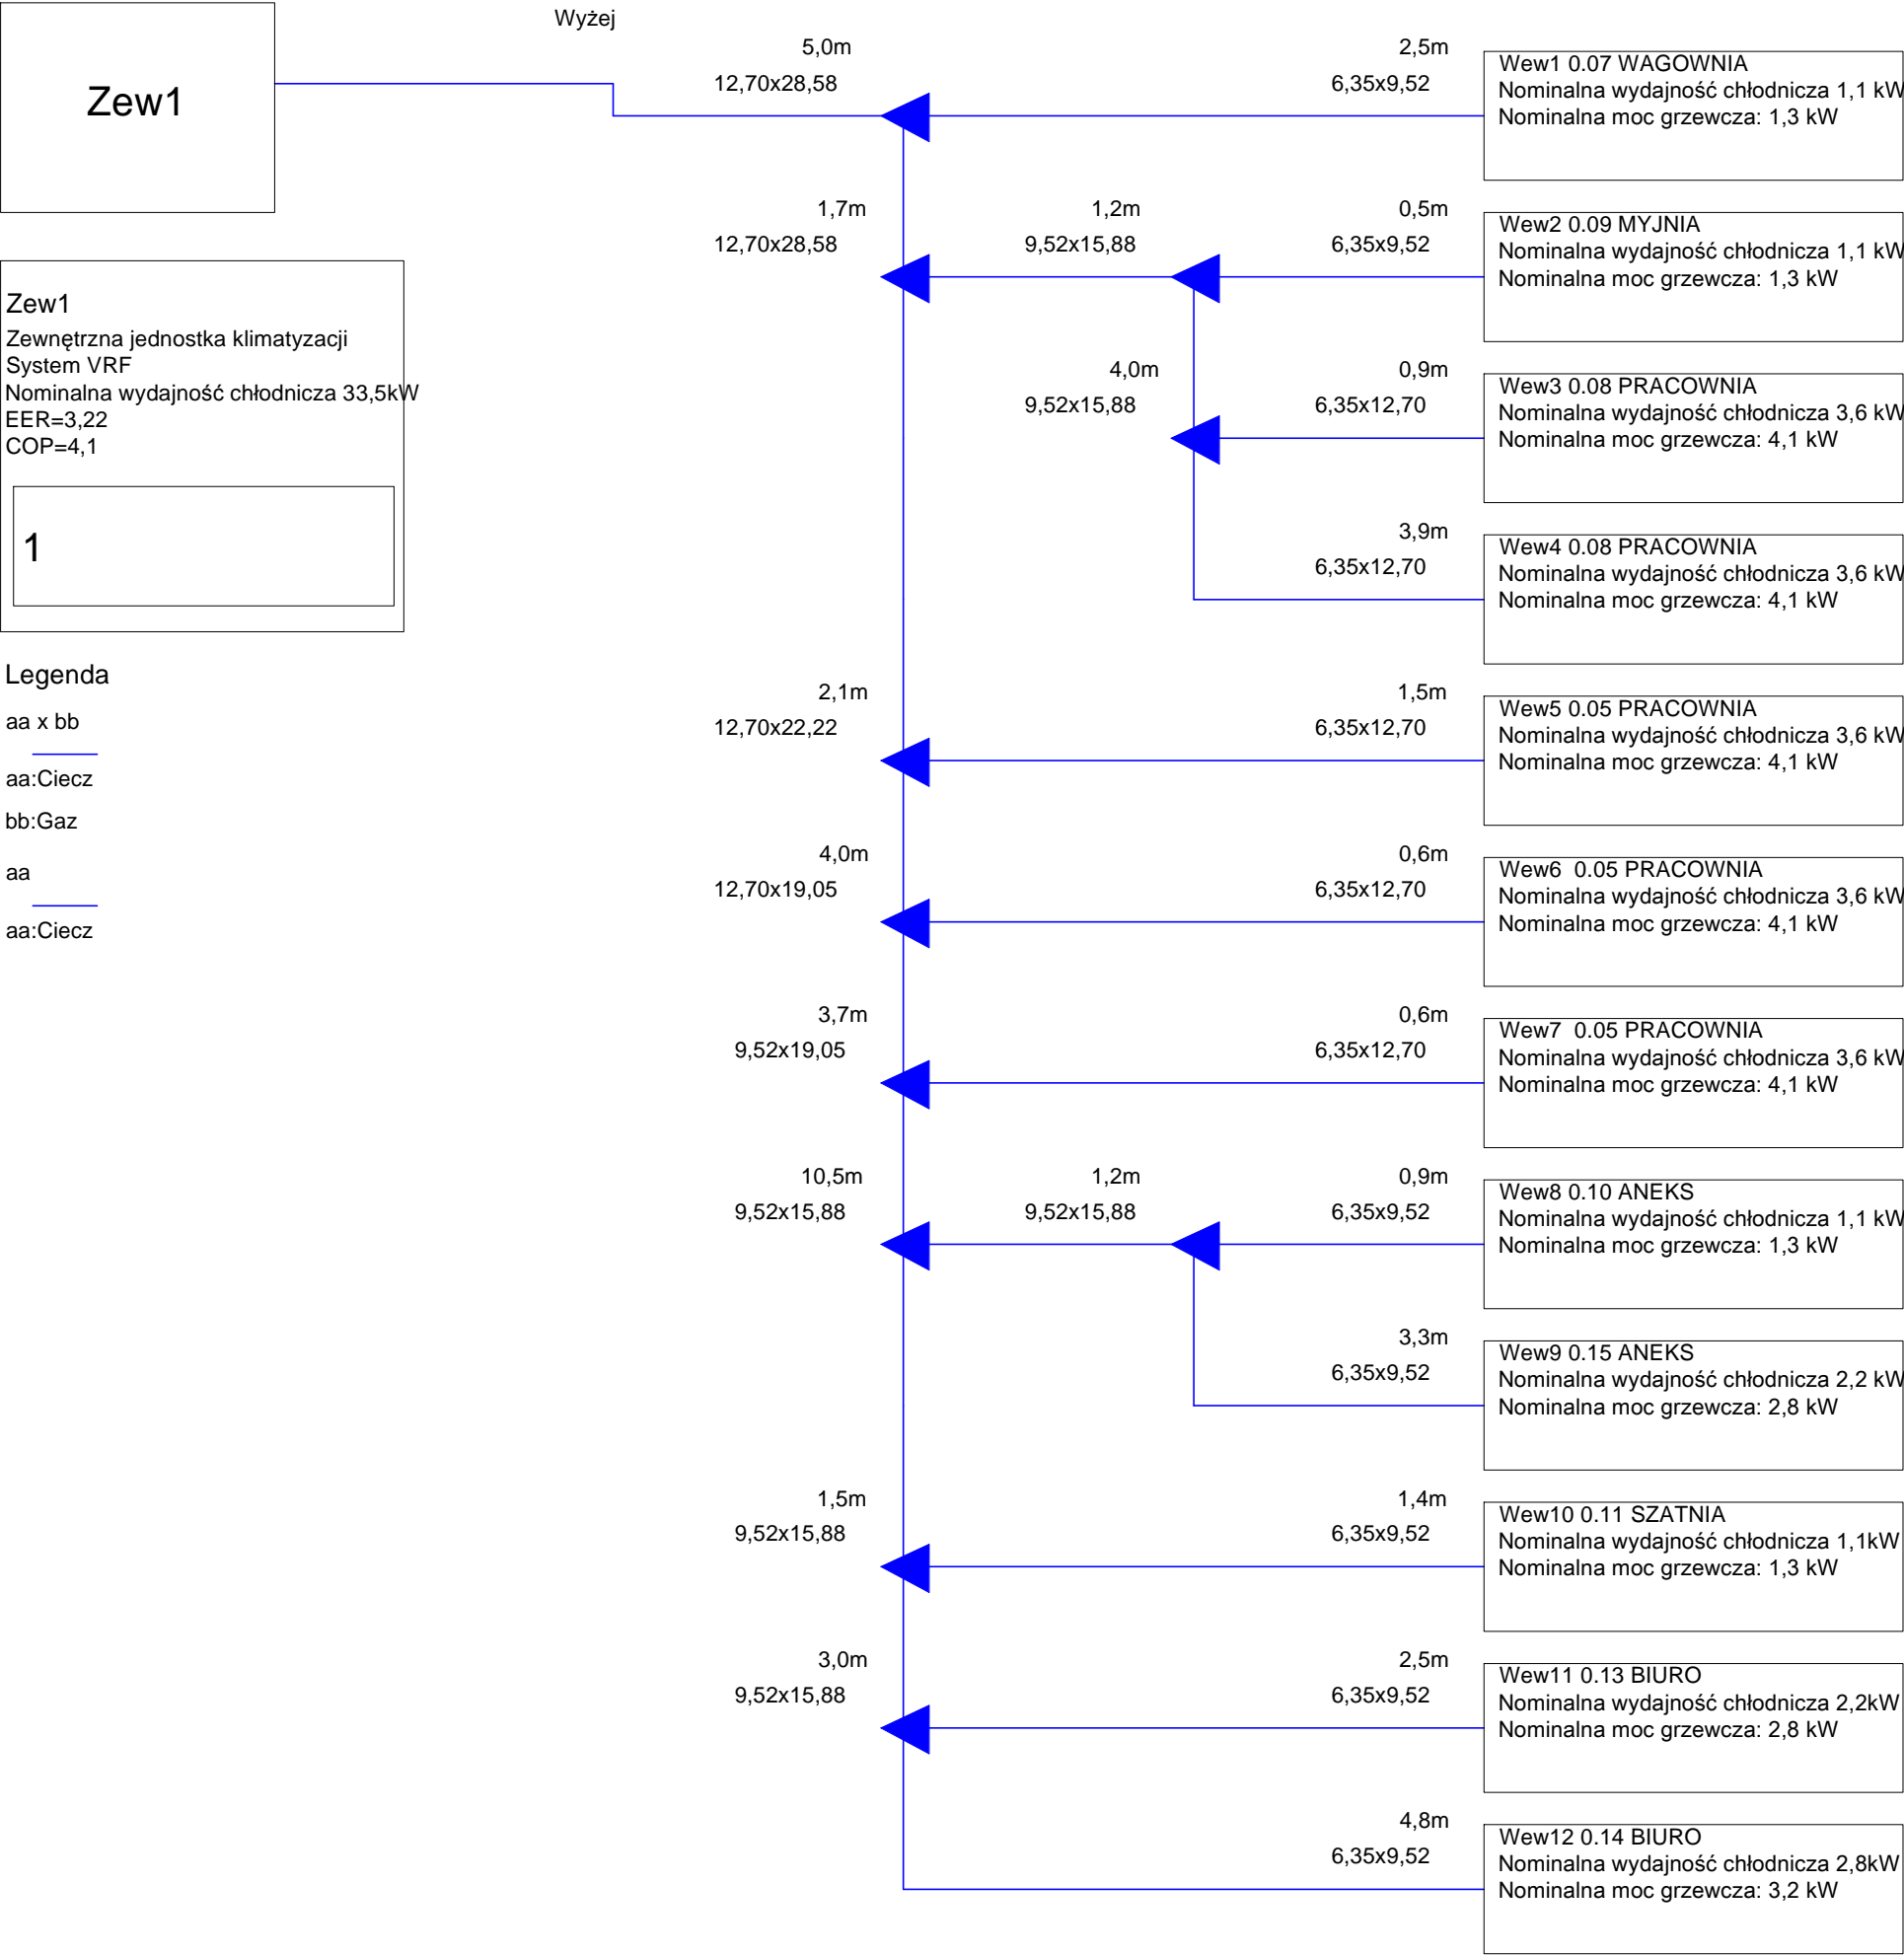 Wyżej
Zew1
5,0m
12,70x28,58
2,5m
6,35x9,52
Wew1 0.07 WAGOWNIA
Nominalna wydajność chłodnicza 1,1 kW
Nominalna moc grzewcza: 1,3 kW
1,7m
12,70x28,58
1,2m
9,52x15,88
0,5m
6,35x9,52
Wew2 0.09 MYJNIA
Nominalna wydajność chłodnicza 1,1 kW
Nominalna moc grzewcza: 1,3 kW
Zew1
Zewnętrzna jednostka klimatyzacji
System VRF
Nominalna wydajność chłodnicza 33,5kW
EER=3,22
COP=4,1
1
4,0m
9,52x15,88
0,9m
6,35x12,70
Wew3 0.08 PRACOWNIA
Nominalna wydajność chłodnicza 3,6 kW
Nominalna moc grzewcza: 4,1 kW
3,9m
6,35x12,70
Wew4 0.08 PRACOWNIA
Nominalna wydajność chłodnicza 3,6 kW
Nominalna moc grzewcza: 4,1 kW
Legenda
aa x bb
aa:Ciecz
bb:Gaz
aa
aa:Ciecz
2,1m
12,70x22,22
1,5m
6,35x12,70
Wew5 0.05 PRACOWNIA
Nominalna wydajność chłodnicza 3,6 kW
Nominalna moc grzewcza: 4,1 kW
4,0m
12,70x19,05
0,6m
6,35x12,70
Wew6  0.05 PRACOWNIA
Nominalna wydajność chłodnicza 3,6 kW
Nominalna moc grzewcza: 4,1 kW
3,7m
9,52x19,05
0,6m
6,35x12,70
Wew7  0.05 PRACOWNIA
Nominalna wydajność chłodnicza 3,6 kW
Nominalna moc grzewcza: 4,1 kW
10,5m
9,52x15,88
1,2m
9,52x15,88
0,9m
6,35x9,52
Wew8 0.10 ANEKS
Nominalna wydajność chłodnicza 1,1 kW
Nominalna moc grzewcza: 1,3 kW
3,3m
6,35x9,52
Wew9 0.15 ANEKS
Nominalna wydajność chłodnicza 2,2 kW
Nominalna moc grzewcza: 2,8 kW
1,5m
9,52x15,88
1,4m
6,35x9,52
Wew10 0.11 SZATNIA
Nominalna wydajność chłodnicza 1,1kW
Nominalna moc grzewcza: 1,3 kW
3,0m
9,52x15,88
2,5m
6,35x9,52
Wew11 0.13 BIURO
Nominalna wydajność chłodnicza 2,2kW
Nominalna moc grzewcza: 2,8 kW
4,8m
6,35x9,52
Wew12 0.14 BIURO
Nominalna wydajność chłodnicza 2,8kW
Nominalna moc grzewcza: 3,2 kW